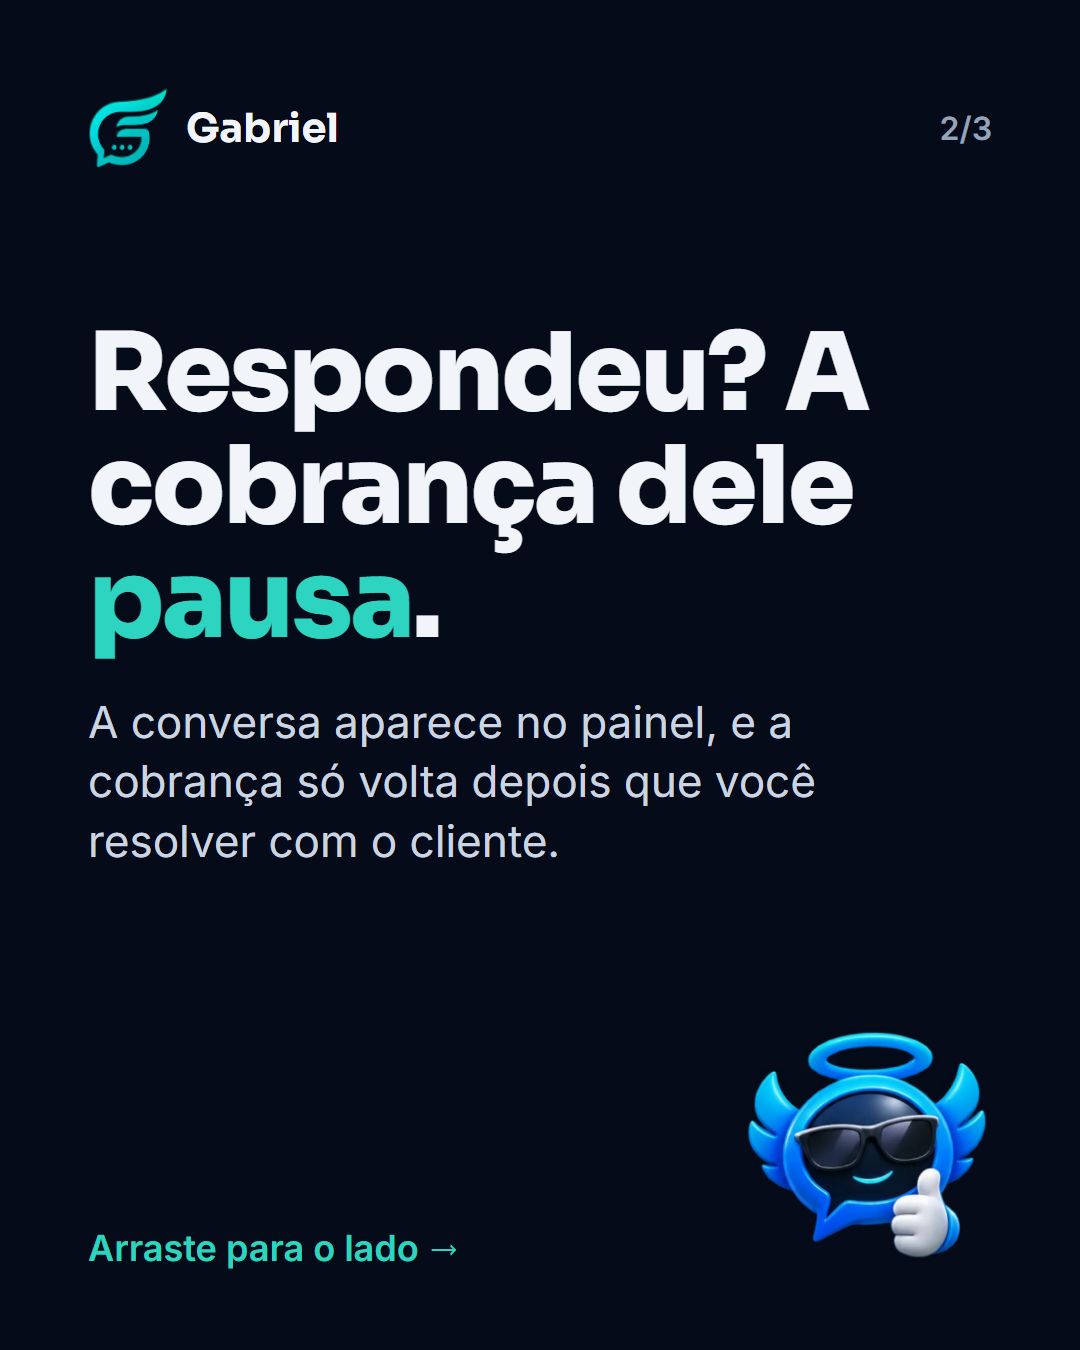 Gabriel
2/3
Respondeu? A
cobrança dele
pausa.
A conversa aparece no painel, e a
cobrança só volta depois que você
resolver com o cliente.
Arraste para o lado →